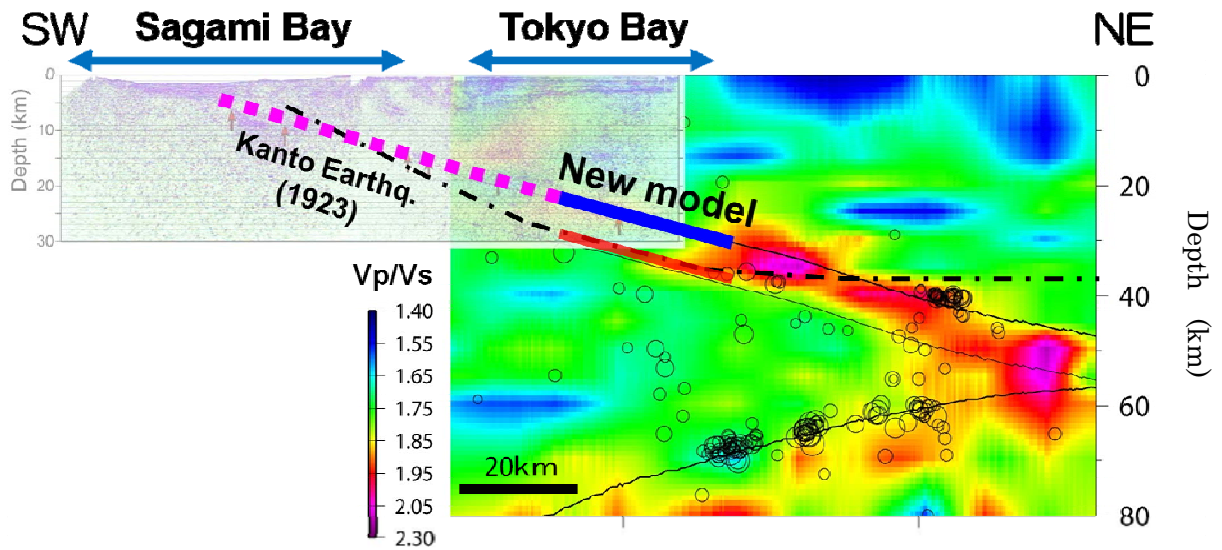 SW Sagami Bay Tokyo Bay NE
0
10
20
30
Depth (km)
Kanto Earthq.
(1923)
New model
Vp/Vs
1.40
1.55
1.65
1.75
1.85
1.95
2.05
2.30
20km
0
20
40
60
80
Depth (km)